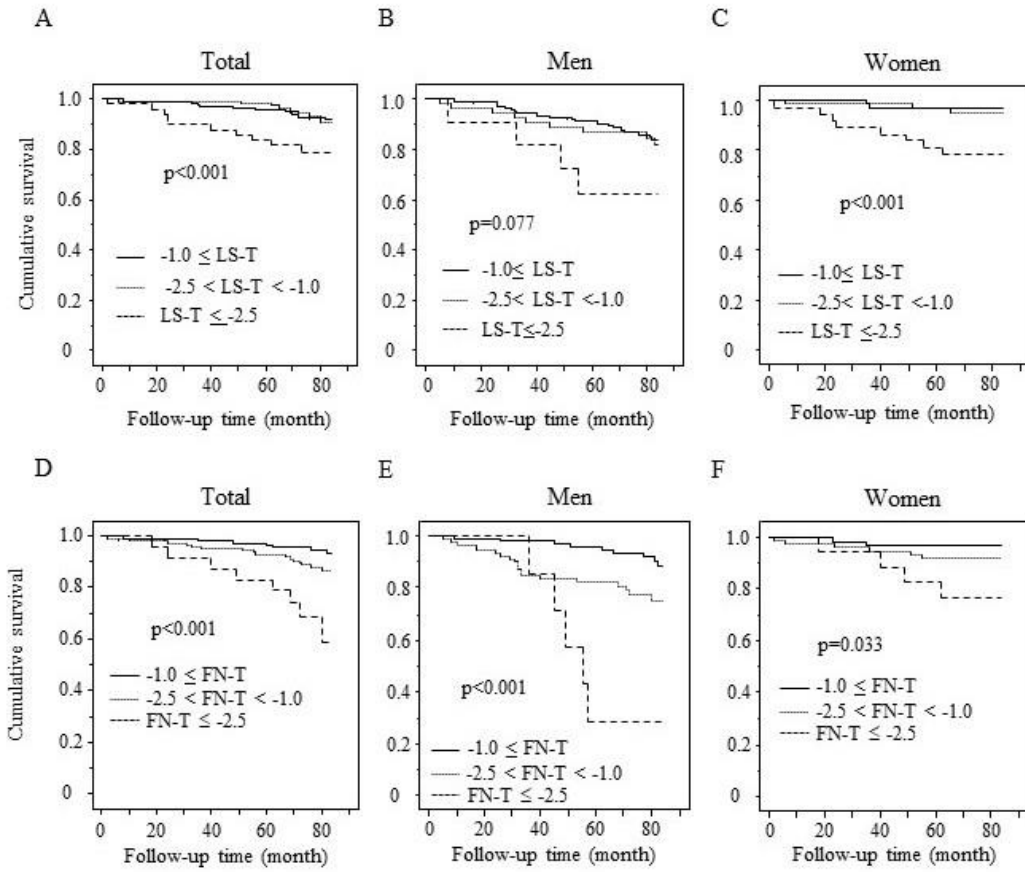 A
Total
1.0
0.8
0.6
0.4
0.2
0
Cumulative survival
p<0.001
-1.0 ≤ LS-T
-2.5 < LS-T < -1.0
LS-T ≤ -2.5
0 20 40 60 80
Follow-up time (month)
B
Men
1.0
0.8
0.6
0.4
0.2
0
p=0.077
-1.0≤ LS-T
-2.5< LS-T <-1.0
LS-T≤-2.5
0 20 40 60 80
Follow-up time (month)
C
Women
1.0
0.8
0.6
0.4
0.2
0
p<0.001
-1.0≤ LS-T
-2.5< LS-T <-1.0
LS-T ≤-2.5
0 20 40 60 80
Follow-up time (month)
D
Total
1.0
0.8
0.6
0.4
0.2
0
Cumulative survival
p<0.001
-1.0 ≤ FN-T
-2.5 < FN-T < -1.0
FN-T ≤ -2.5
0 20 40 60 80
Follow-up time (month)
E
Men
1.0
0.8
0.6
0.4
0.2
0
p<0.001
-1.0 ≤ FN-T
-2.5 < FN-T < -1.0
FN-T ≤ -2.5
0 20 40 60 80
Follow-up time (month)
F
Women
1.0
0.8
0.6
0.4
0.2
0
p=0.033
-1.0 ≤ FN-T
-2.5 < FN-T < -1.0
FN-T ≤ -2.5
0 20 40 60 80
Follow-up time (month)